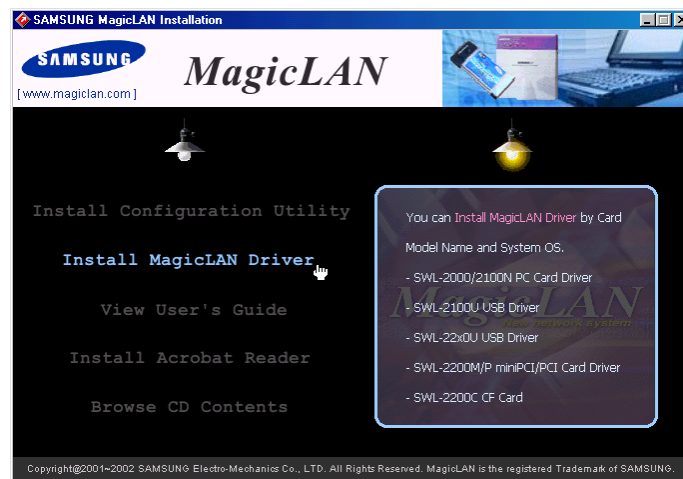 SAMSUNG MagicLAN Installation
SAMSUNG
MagicLAN
[www.magiclan.com]
Install Configuration Utility
Install MagicLAN Driver
View User's Guide
Install Acrobat Reader
Browse CD Contents
You can Install MagicLAN Driver by Card
Model Name and System OS.
- SWL-2000/2100N PC Card Driver
- SWL-2100U USB Driver
- SWL-22x0U USB Driver
- SWL-2200M/P miniPCI/PCI Card Driver
- SWL-2200C CF Card
MagicLAN
New network system
Copyright@2001~2002 SAMSUNG Electro-Mechanics Co., LTD. All Rights Reserved. MagicLAN is the registered Trademark of SAMSUNG.